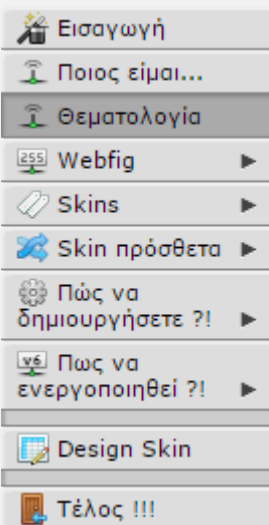 Εισαγωγή
Ποιος είμαι...
Θεματολογία
255 Webfig
Skins
Skin πρόσθετα
Πώς να
δημιουργήσετε ?!
v6 Πως να
ενεργοποιηθεί ?!
Design Skin
Τέλος !!!